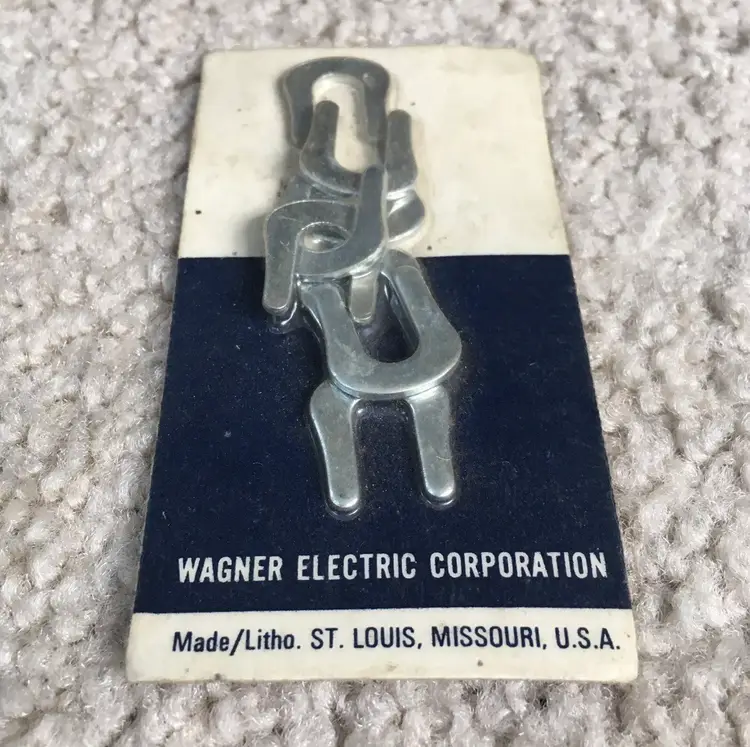 WAGNER ELECTRIC CORPORATION
Made/Litho. ST. LOUIS, MISSOURI, U.S.A.